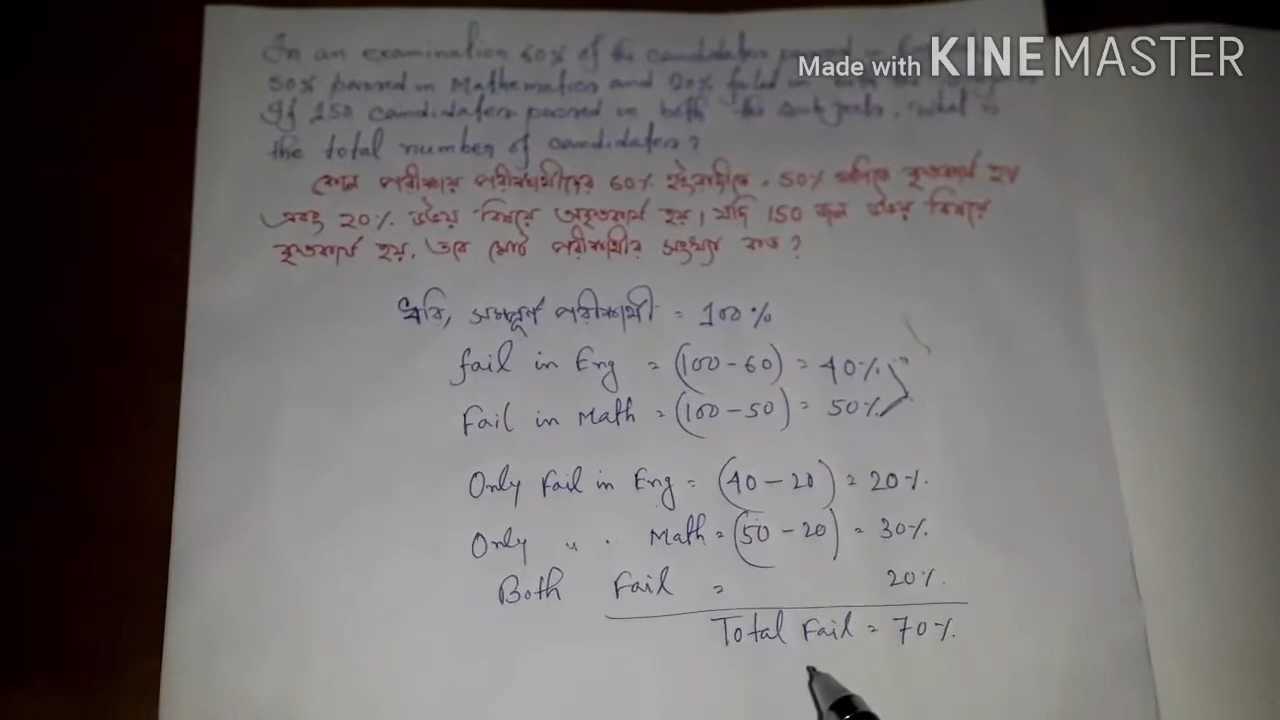 In an examination 60% of the candidates passed in
Made with KINEMASTER
50% passed in Mathematics and 20% failed in both the
If 150 candidates passed in both the subjects, what is
the total number of candidates?
কোন পরীক্ষায় পরীক্ষার্থীদের 60% ইংরাজীতে, 50% গণিতে কৃতকার্য হয়
এবং 20% উভয় বিষয়ে অকৃতকার্য হয়। যদি 150 জন উভয় বিষয়ে
কৃতকার্য হয়, তবে মোট পরীক্ষার্থীর সংখ্যা কত?
ধরি, সম্পূর্ণ পরীক্ষার্থী = 100%
fail in Eng = (100-60) = 40%
Fail in Math = (100-50) = 50%
Only Fail in Eng = (40-20) = 20%
Only " " Math = (50-20) = 30%
Both Fail = 20%
Total Fail = 70%